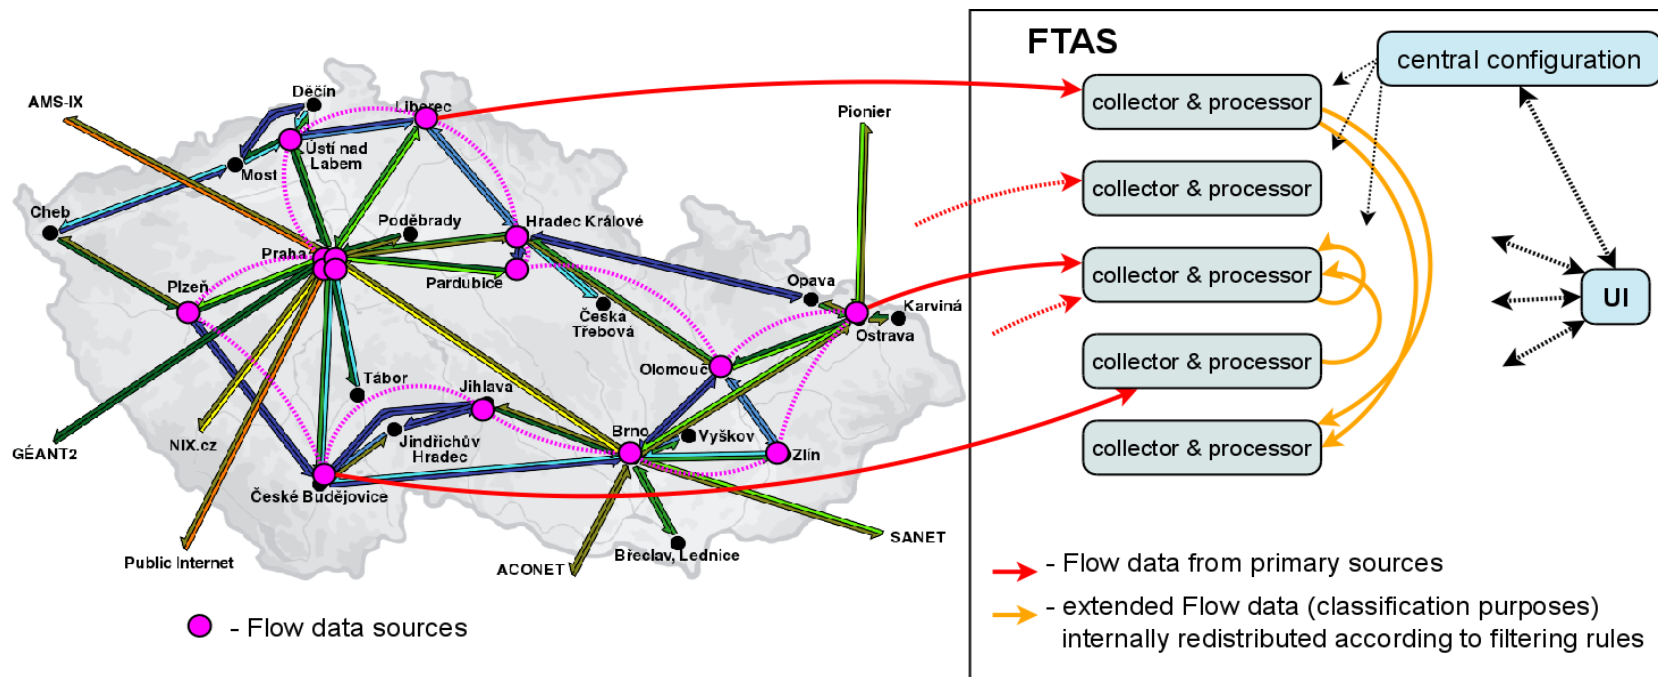 FTAS
central configuration
collector & processor
collector & processor
collector & processor
collector & processor
collector & processor
UI
AMS-IX
Děčín
Liberec
Pionier
Ústí nad
Labem
Most
Cheb
Poděbrady
Hradec Králové
Praha
Plzeň
Pardubice
Opava
Karviná
Česká
Třebová
Ostrava
Olomouc
Tábor
Jihlava
NIX.cz
GÉANT2
Jindřichův
Hradec
Brno
Vyškov
Zlín
České Budějovice
SANET
Public Internet
ACONET
Břeclav, Lednice
- Flow data sources
- Flow data from primary sources
- extended Flow data (classification purposes)
internally redistributed according to filtering rules